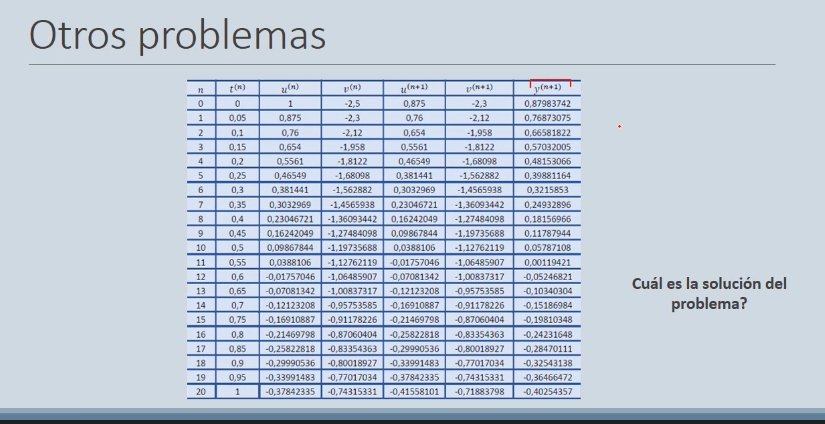 Otros problemas
n t⁽ⁿ⁾ u⁽ⁿ⁾ v⁽ⁿ⁾ u⁽ⁿ⁺¹⁾ v⁽ⁿ⁺¹⁾ y⁽ⁿ⁺¹⁾
0 0 1 -2,5 0,875 -2,3 0,87983742
1 0,05 0,875 -2,3 0,76 -2,12 0,76873075
2 0,1 0,76 -2,12 0,654 -1,958 0,66581822
3 0,15 0,654 -1,958 0,5561 -1,8122 0,57032005
4 0,2 0,5561 -1,8122 0,46549 -1,68098 0,48153066
5 0,25 0,46549 -1,68098 0,381441 -1,562882 0,39881164
6 0,3 0,381441 -1,562882 0,3032969 -1,4565938 0,3215853
7 0,35 0,3032969 -1,4565938 0,23046721 -1,36093442 0,24932896
8 0,4 0,23046721 -1,36093442 0,16242049 -1,27484098 0,18156966
9 0,45 0,16242049 -1,27484098 0,09867844 -1,19735688 0,11787944
10 0,5 0,09867844 -1,19735688 0,0388106 -1,12762119 0,05787108
11 0,55 0,0388106 -1,12762119 -0,01757046 -1,06485907 0,00119421
12 0,6 -0,01757046 -1,06485907 -0,07081342 -1,00837317 -0,05246821
13 0,65 -0,07081342 -1,00837317 -0,12123208 -0,95753585 -0,10340304
14 0,7 -0,12123208 -0,95753585 -0,16910887 -0,91178226 -0,15186984
15 0,75 -0,16910887 -0,91178226 -0,21469798 -0,87060404 -0,19810348
16 0,8 -0,21469798 -0,87060404 -0,25822818 -0,83354363 -0,24231648
17 0,85 -0,25822818 -0,83354363 -0,29990536 -0,80018927 -0,28470111
18 0,9 -0,29990536 -0,80018927 -0,33991483 -0,77017034 -0,32543138
19 0,95 -0,33991483 -0,77017034 -0,37842335 -0,74315331 -0,36466472
20 1 -0,37842335 -0,74315331 -0,41558101 -0,71883798 -0,40254357
Cuál es la solución del
problema?